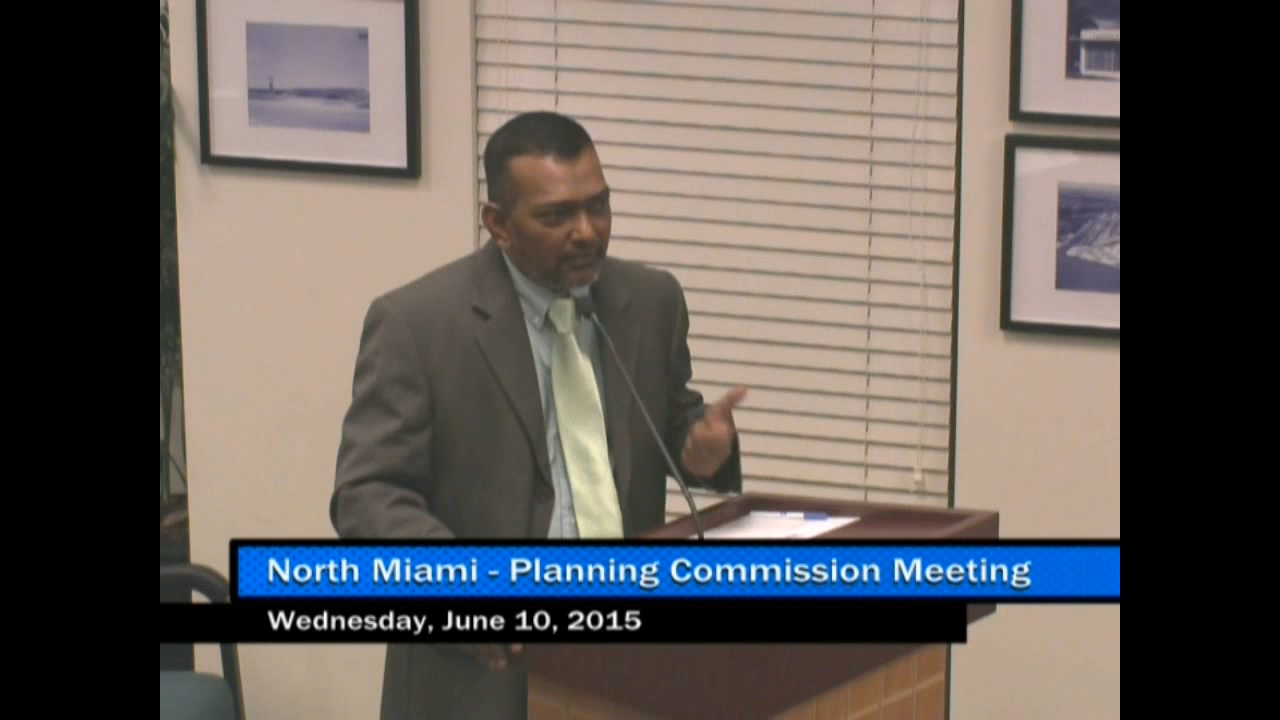 North Miami - Planning Commission Meeting
Wednesday, June 10, 2015